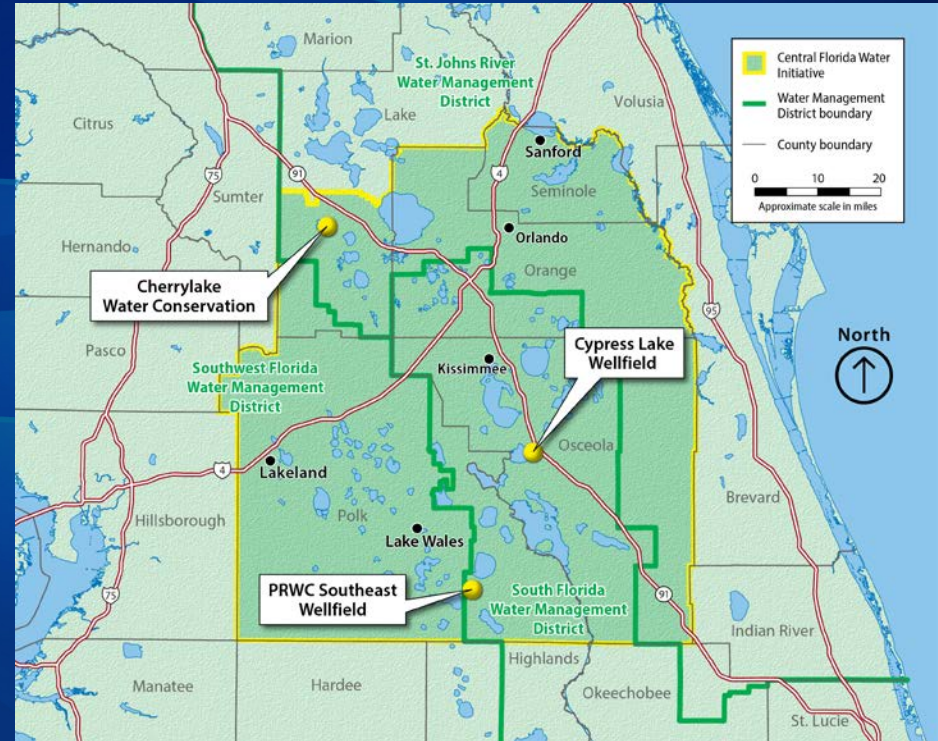 Marion
St. Johns River
Water Management
District
Volusia
Lake
Citrus
Sanford
4
75
91
Sumter
Seminole
Hernando
Orlando
Orange
Cherrylake
Water Conservation
95
Pasco
Southwest Florida
Water Management
District
Kissimmee
Cypress Lake
Wellfield
Osceola
4
Lakeland
Hillsborough
Polk
Brevard
Lake Wales
PRWC Southeast
Wellfield
South Florida
Water Management
District
75
91
Indian River
Highlands
Manatee
Hardee
Okeechobee
St. Lucie
Central Florida Water
Initiative
Water Management
District boundary
County boundary
0 10 20
Approximate scale in miles
North